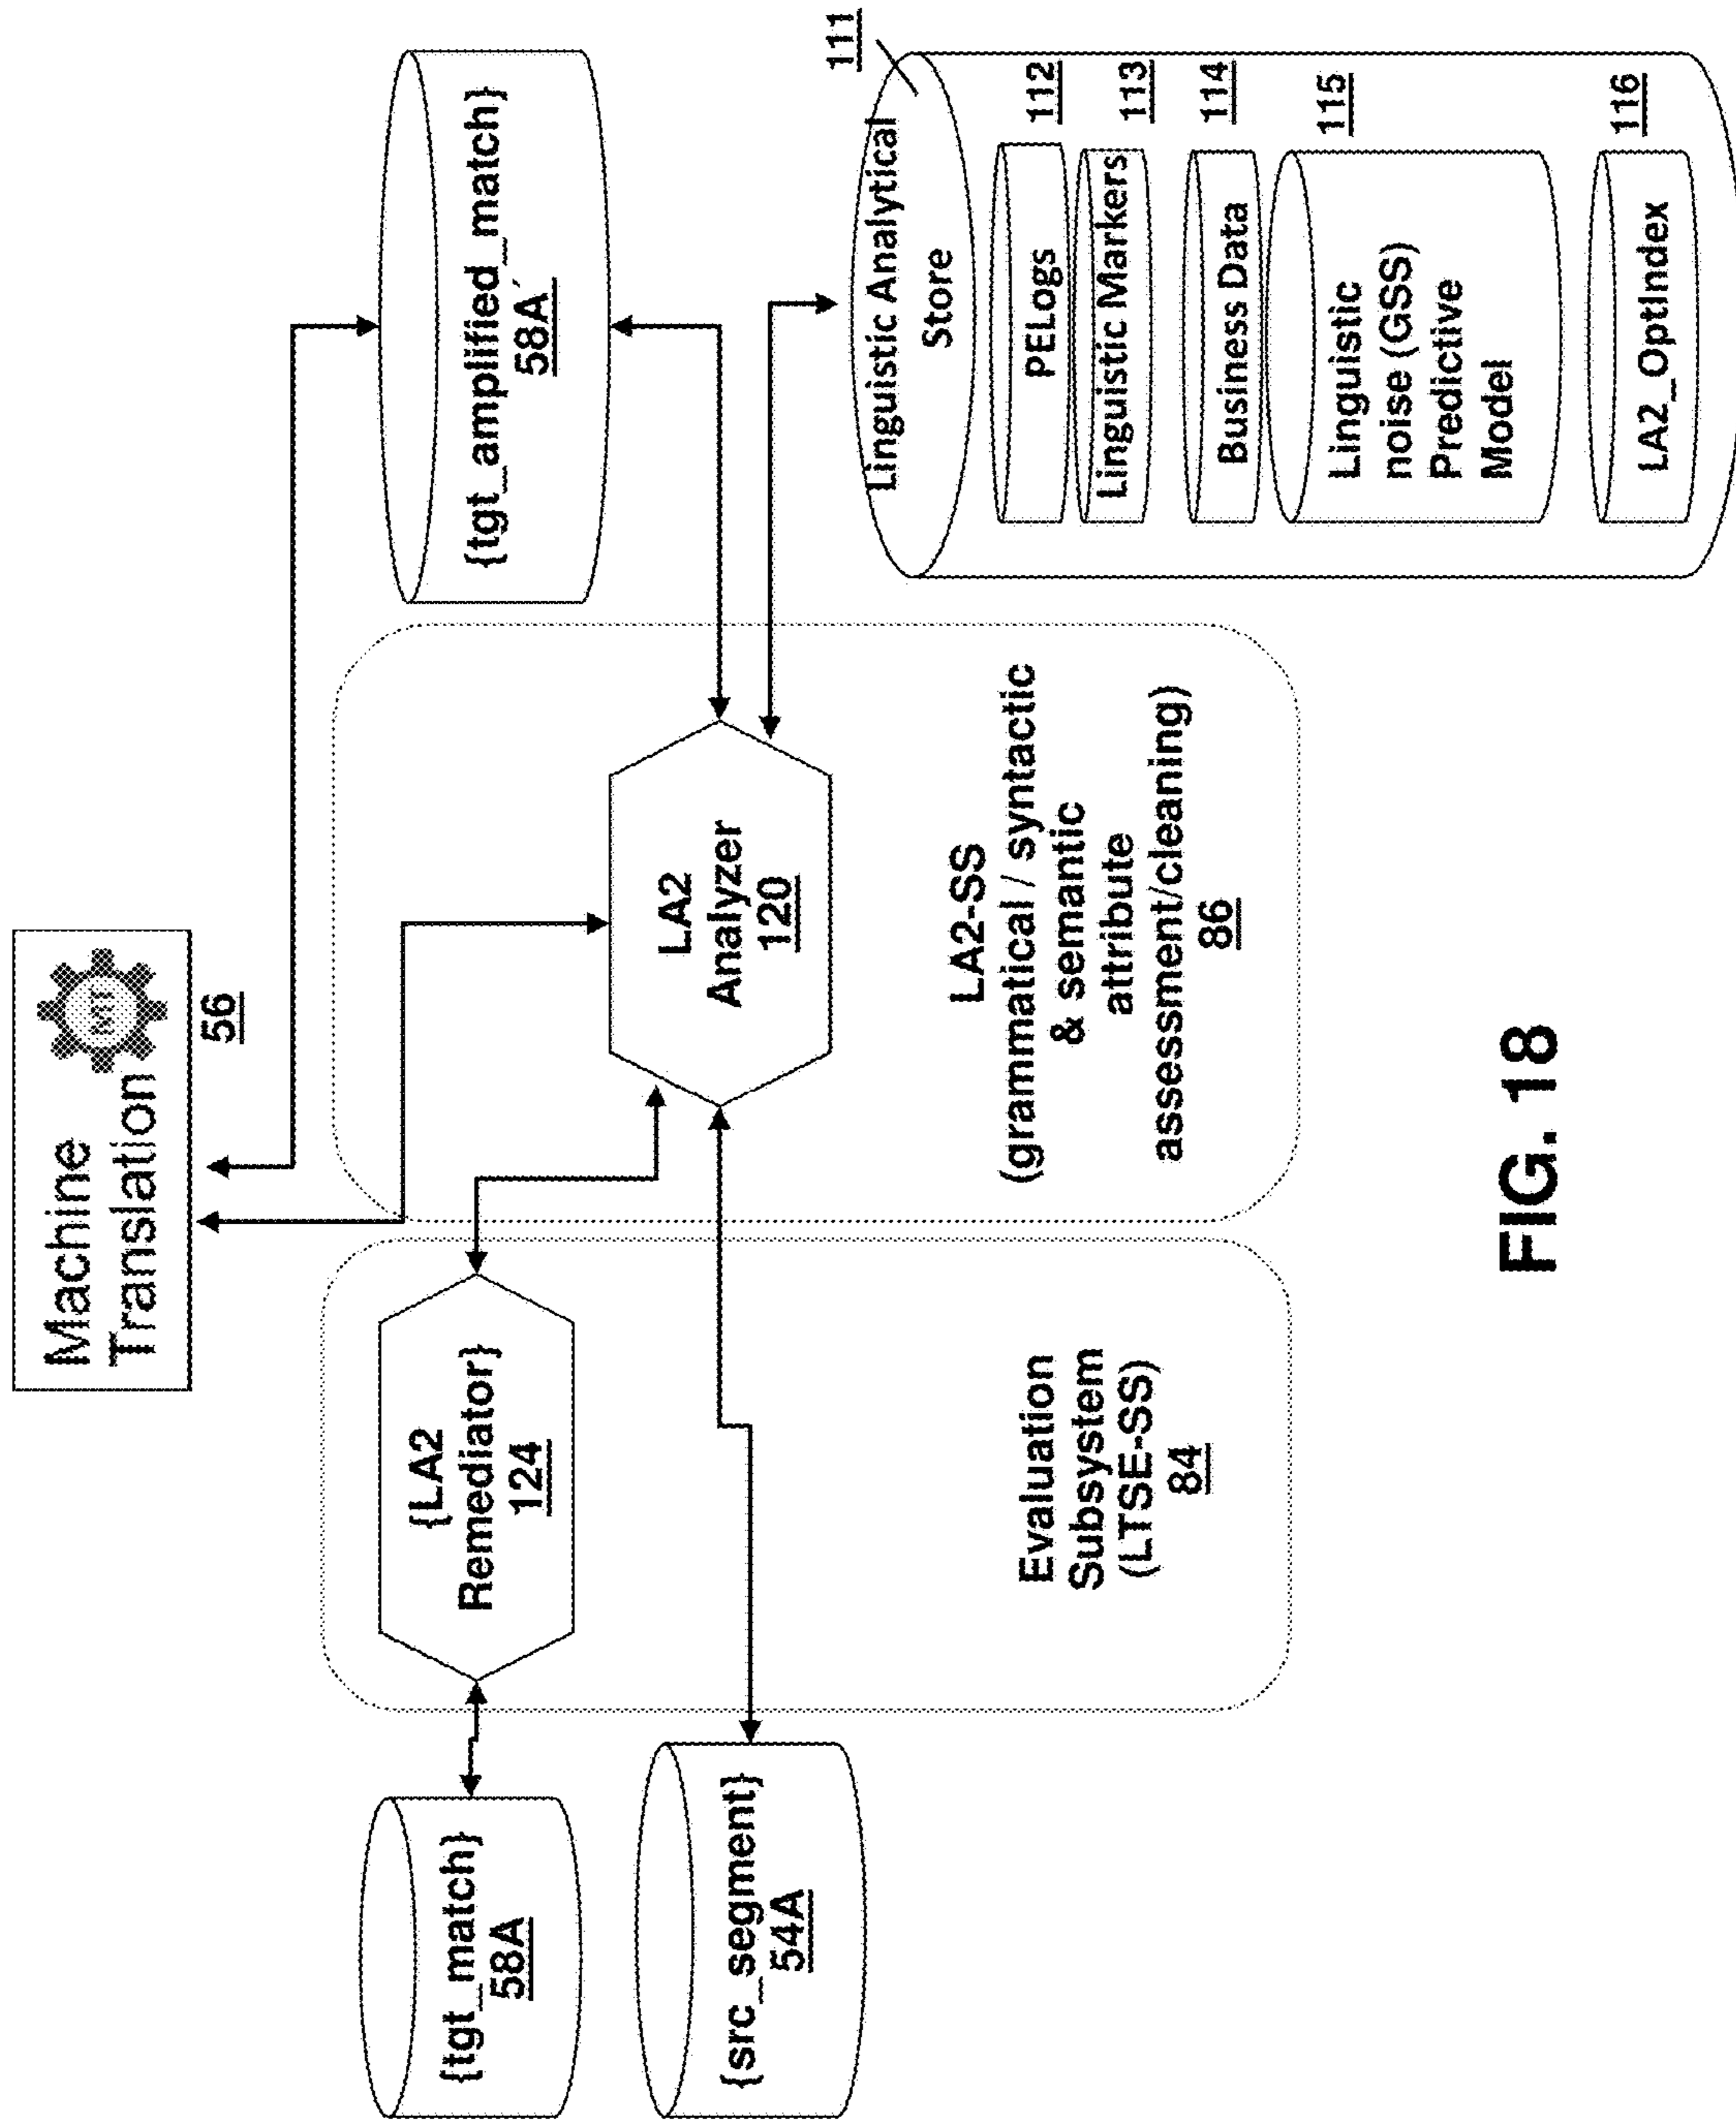 Machine
Translation
MT
56
{tgt_match}
58A
{src_segment}
54A
{LA2
Remediator}
124
Evaluation
Subsystem
(LTSE-SS)
84
LA2
Analyzer
120
LA2-SS
(grammatical / syntactic
& semantic
attribute
assessment/cleaning)
86
{tgt_amplified_match}
58A´
111
Linguistic Analytical
Store
PELogs
112
Linguistic Markers
113
Business Data
114
Linguistic
noise (GSS)
Predictive
Model
115
LA2_OptIndex
116
FIG. 18